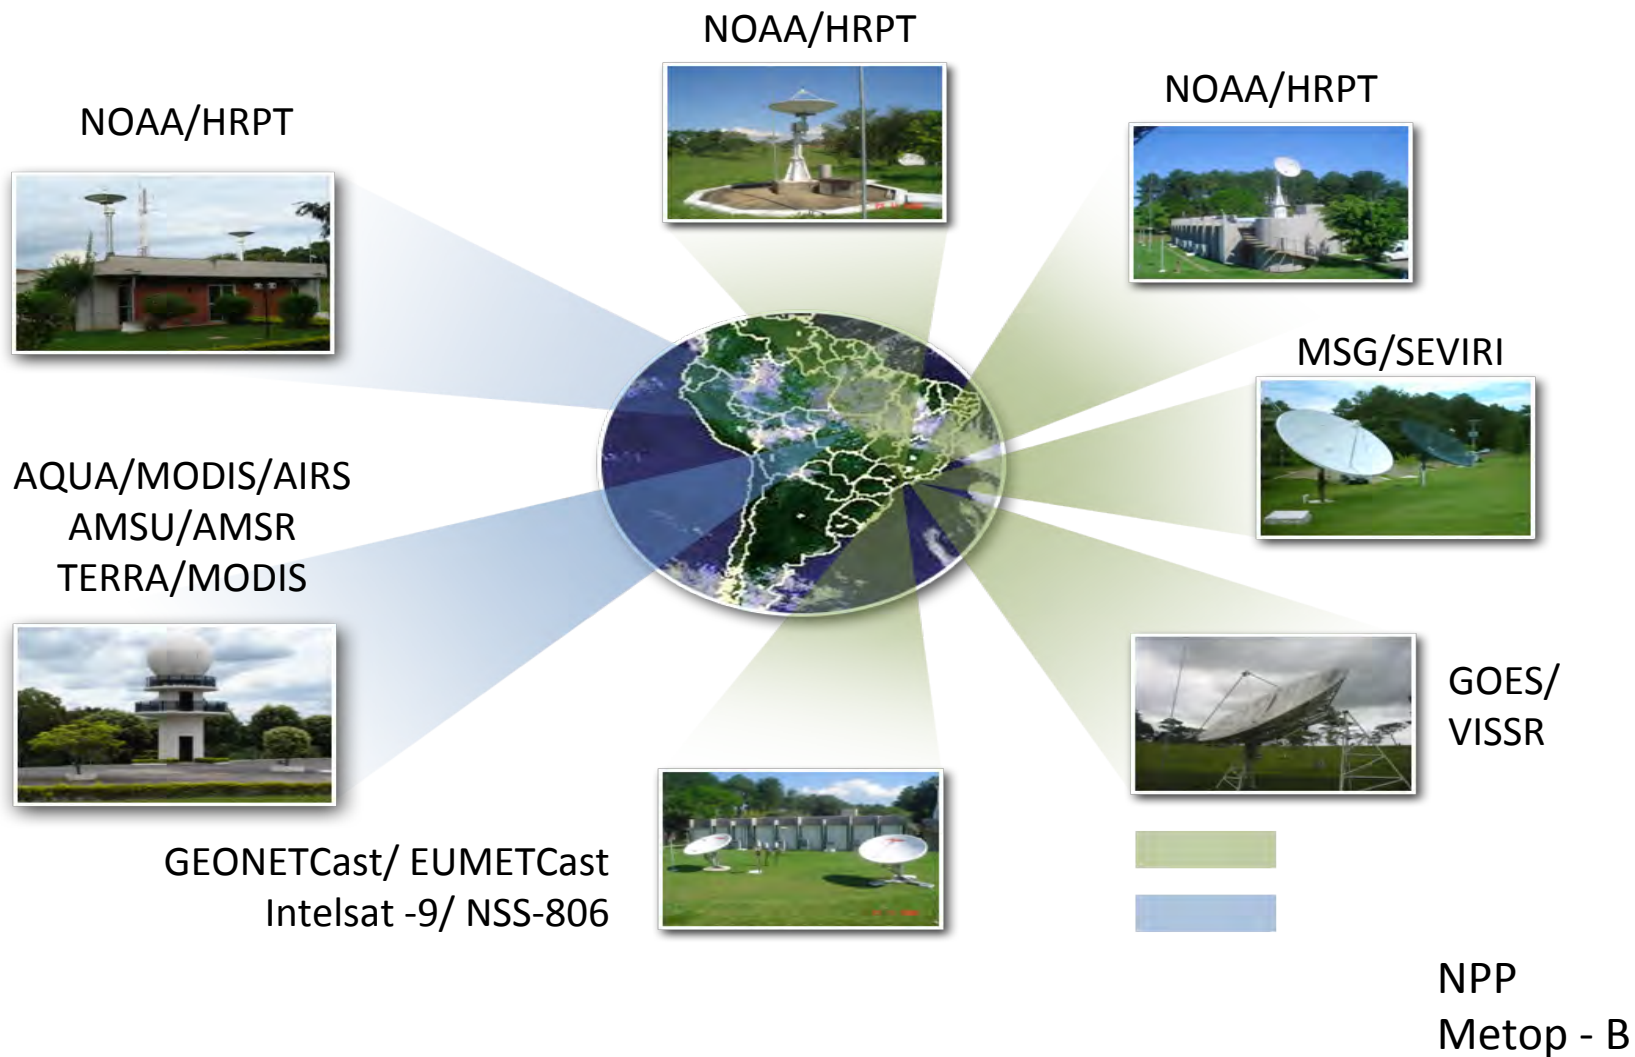 NOAA/HRPT
NOAA/HRPT
NOAA/HRPT
MSG/SEVIRI
AQUA/MODIS/AIRS
AMSU/AMSR
TERRA/MODIS
GOES/
VISSR
GEONETCast/ EUMETCast
Intelsat -9/ NSS-806
NPP
Metop - B